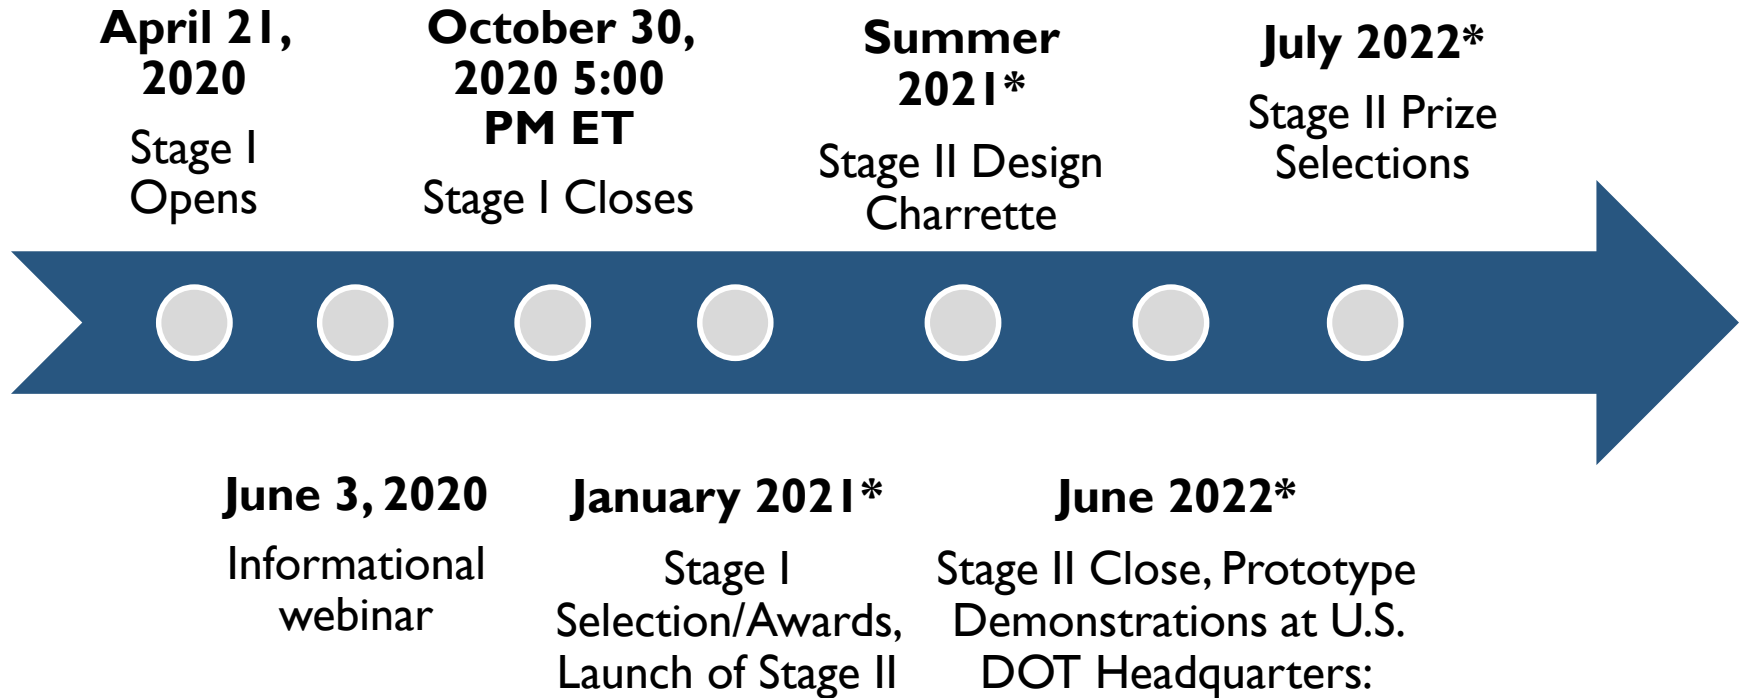 April 21,
2020
Stage I
Opens
October 30,
2020 5:00
PM ET
Stage I Closes
Summer
2021*
Stage II Design
Charrette
July 2022*
Stage II Prize
Selections
June 3, 2020
Informational
webinar
January 2021*
Stage I
Selection/Awards,
Launch of Stage II
June 2022*
Stage II Close, Prototype
Demonstrations at U.S.
DOT Headquarters: